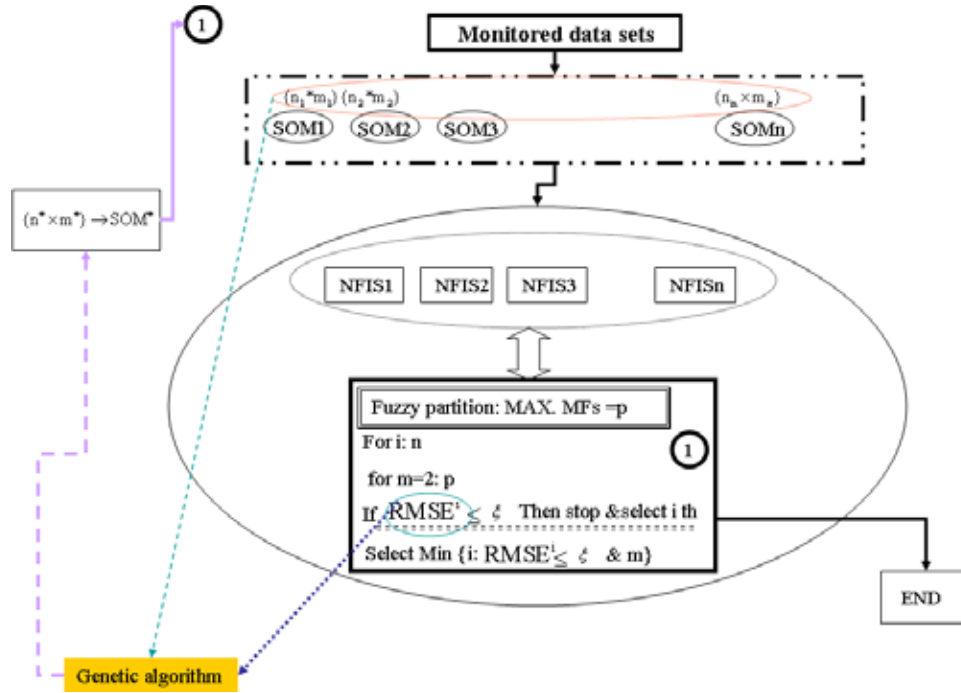 1
Monitored data sets
(n₁*m₁) (n₂*m₂) (nₙ×mₙ)
SOM1 SOM2 SOM3 SOMn
(n*×m*)→SOM*
NFIS1 NFIS2 NFIS3 NFISn
Fuzzy partition: MAX. MFs =p
For i: n
1
for m=2: p
If RMSEⁱ ≤ ξ Then stop &select i th
Select Min {i: RMSEⁱ≤ ξ & m}
END
Genetic algorithm